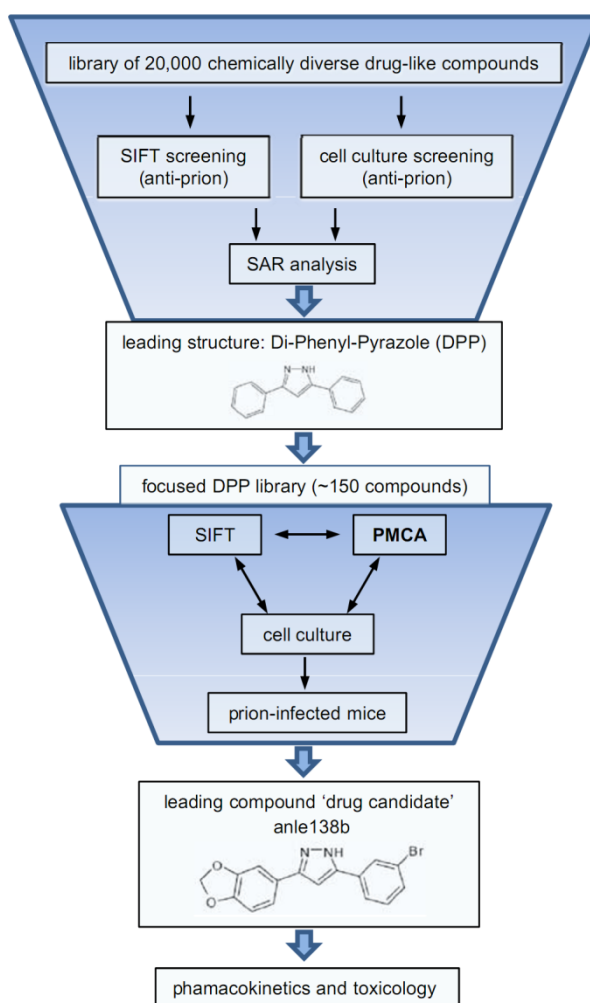 library of 20,000 chemically diverse drug-like compounds
SIFT screening
(anti-prion)
cell culture screening
(anti-prion)
SAR analysis
leading structure: Di-Phenyl-Pyrazole (DPP)
N NH
focused DPP library (~150 compounds)
SIFT
PMCA
cell culture
prion-infected mice
leading compound ‘drug candidate’
anle138b
N NH
Br
O
O
phamacokinetics and toxicology